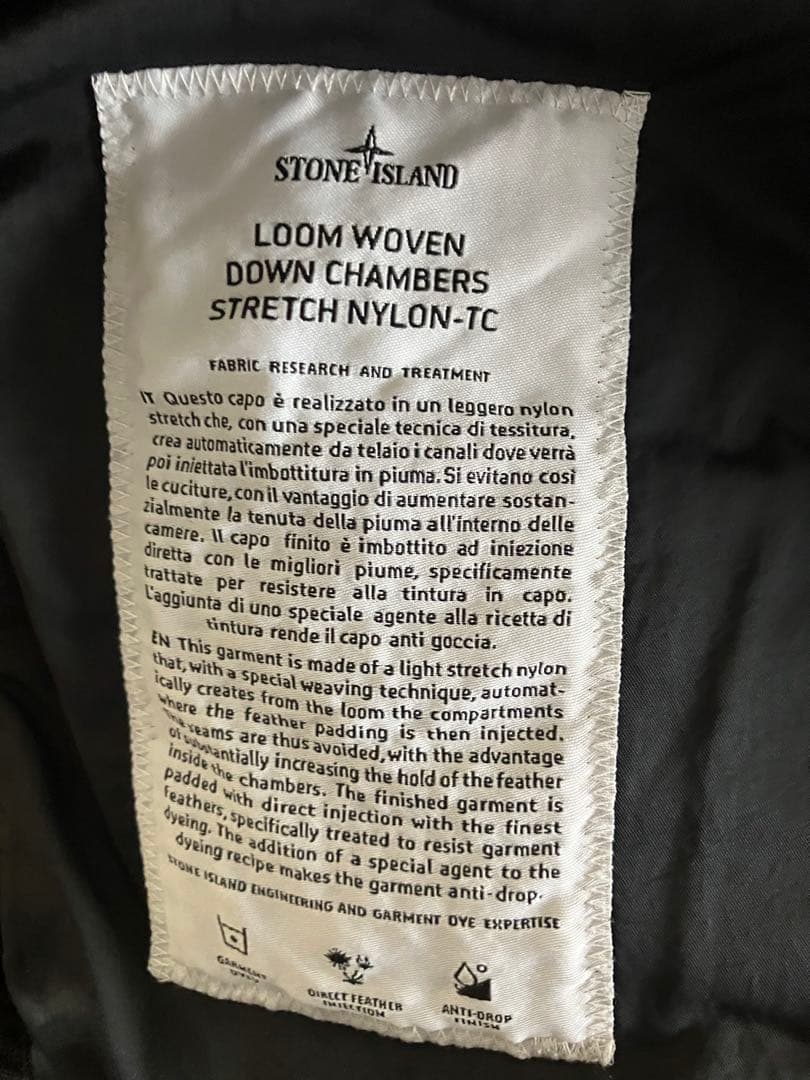 STONE ISLAND
LOOM WOVEN
DOWN CHAMBERS
STRETCH NYLON-TC
FABRIC RESEARCH AND TREATMENT
IT Questo capo è realizzato in un leggero nylon
stretch che, con una speciale tecnica di tessitura,
crea automaticamente da telaio i canali dove verrà
poi iniettata l'imbottitura in piuma. Si evitano così
le cuciture, con il vantaggio di aumentare sostan-
zialmente la tenuta della piuma all'interno delle
camere. Il capo finito è imbottito ad iniezione
diretta con le migliori piume, specificamente
trattate per resistere alla tintura in capo.
L'aggiunta di uno speciale agente alla ricetta di
tintura rende il capo anti goccia.
EN This garment is made of a light stretch nylon
that, with a special weaving technique, automat-
ically creates from the loom the compartments
where the feather padding is then injected.
The seams are thus avoided, with the advantage
of substantially increasing the hold of the feather
inside the chambers. The finished garment is
padded with direct injection with the finest
feathers, specifically treated to resist garment
dyeing. The addition of a special agent to the
dyeing recipe makes the garment anti-drop.
STONE ISLAND ENGINEERING AND GARMENT DYE EXPERTISE
GARMENT
DYED
DIRECT FEATHER
INJECTION
ANTI-DROP
FINISH